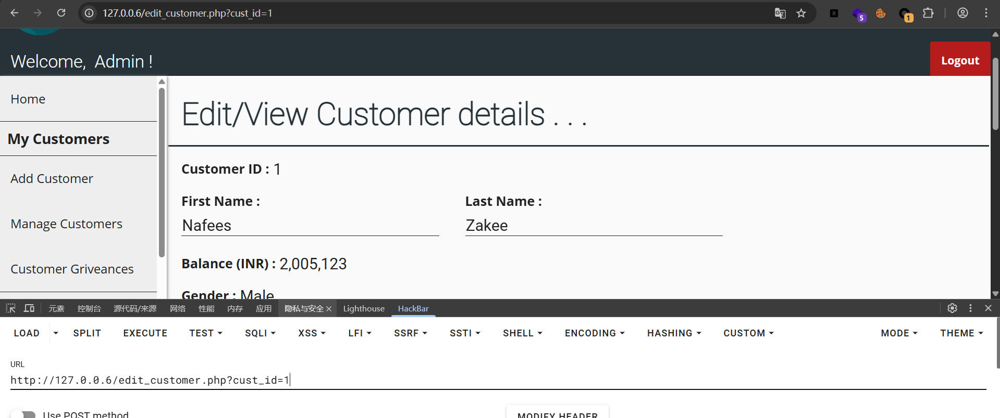 127.0.0.6/edit_customer.php?cust_id=1
5
1
Welcome, Admin !
Logout
Home
My Customers
Add Customer
Manage Customers
Customer Griveances
Edit/View Customer details . . .
Customer ID : 1
First Name : Last Name :
Nafees Zakee
Balance (INR) : 2,005,123
Gender : Male
元素 控制台 源代码/来源 网络 性能 内存 应用 隐私与安全 Lighthouse HackBar
LOAD SPLIT EXECUTE TEST SQLI XSS LFI SSRF SSTI SHELL ENCODING HASHING CUSTOM MODE THEME
URL
http://127.0.0.6/edit_customer.php?cust_id=1
Use POST method MODIFY HEADER